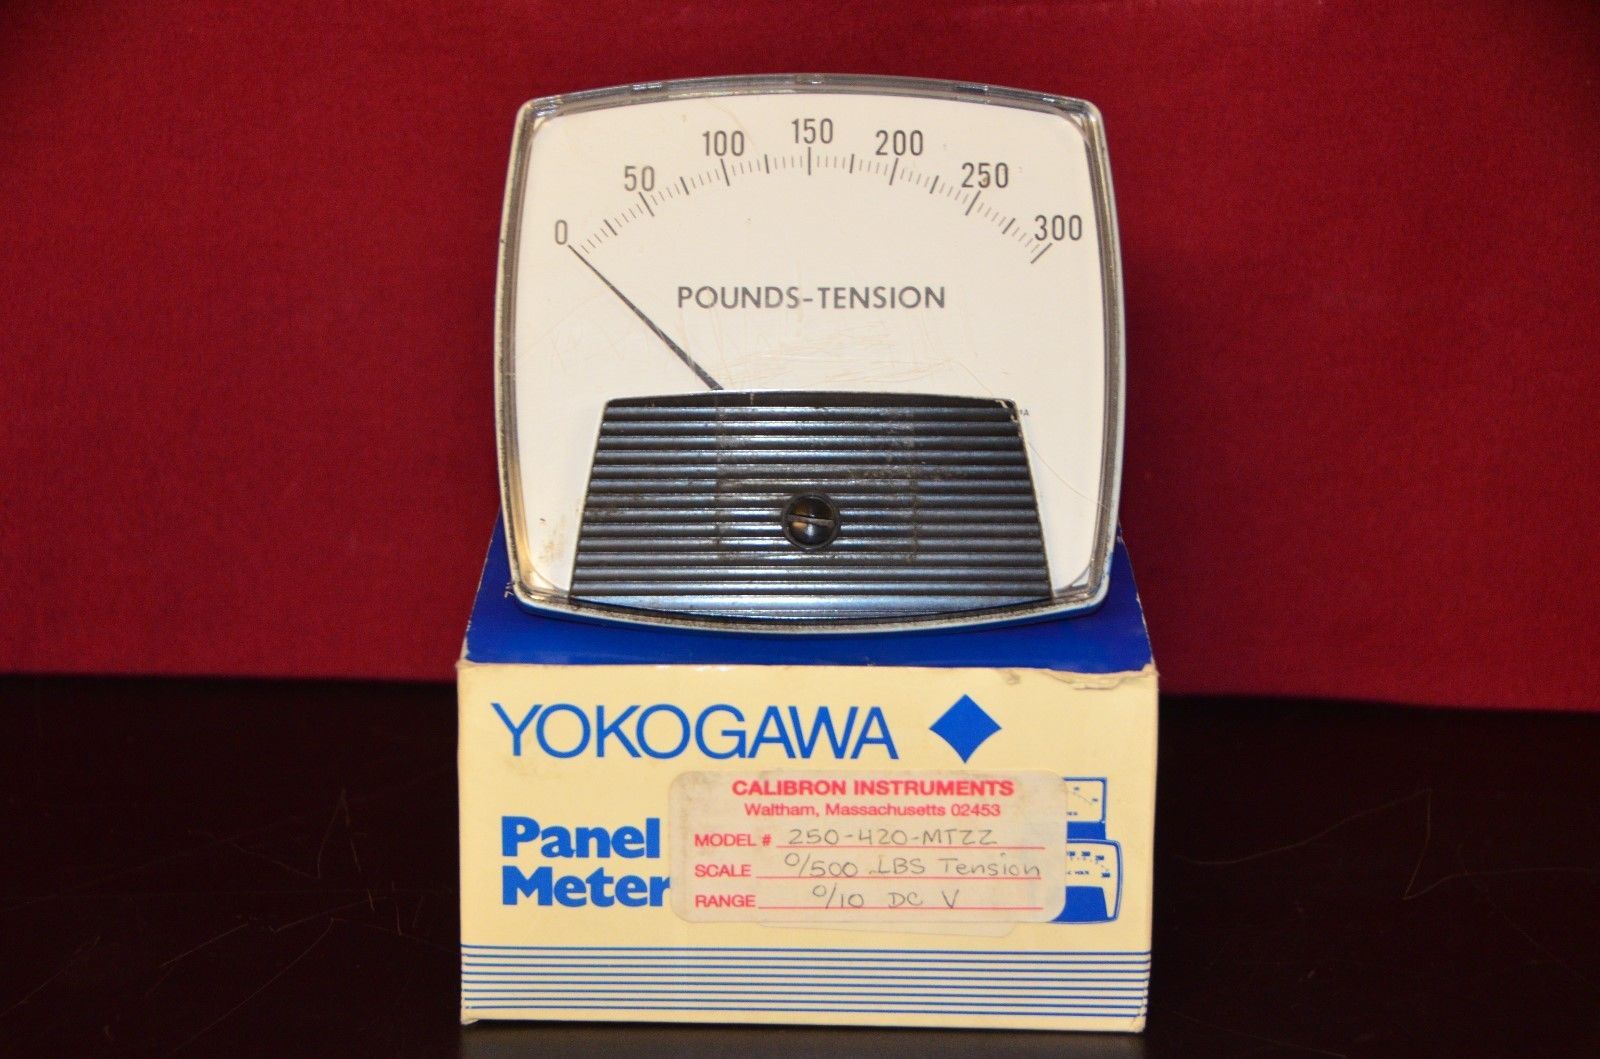 0 50 100 150 200 250 300
POUNDS-TENSION
YOKOGAWA
Panel
Meter
CALIBRON INSTRUMENTS
Waltham, Massachusetts 02453
MODEL # 250-420-MTZZ
SCALE 0/500 LBS Tension
RANGE 0/10 DC V